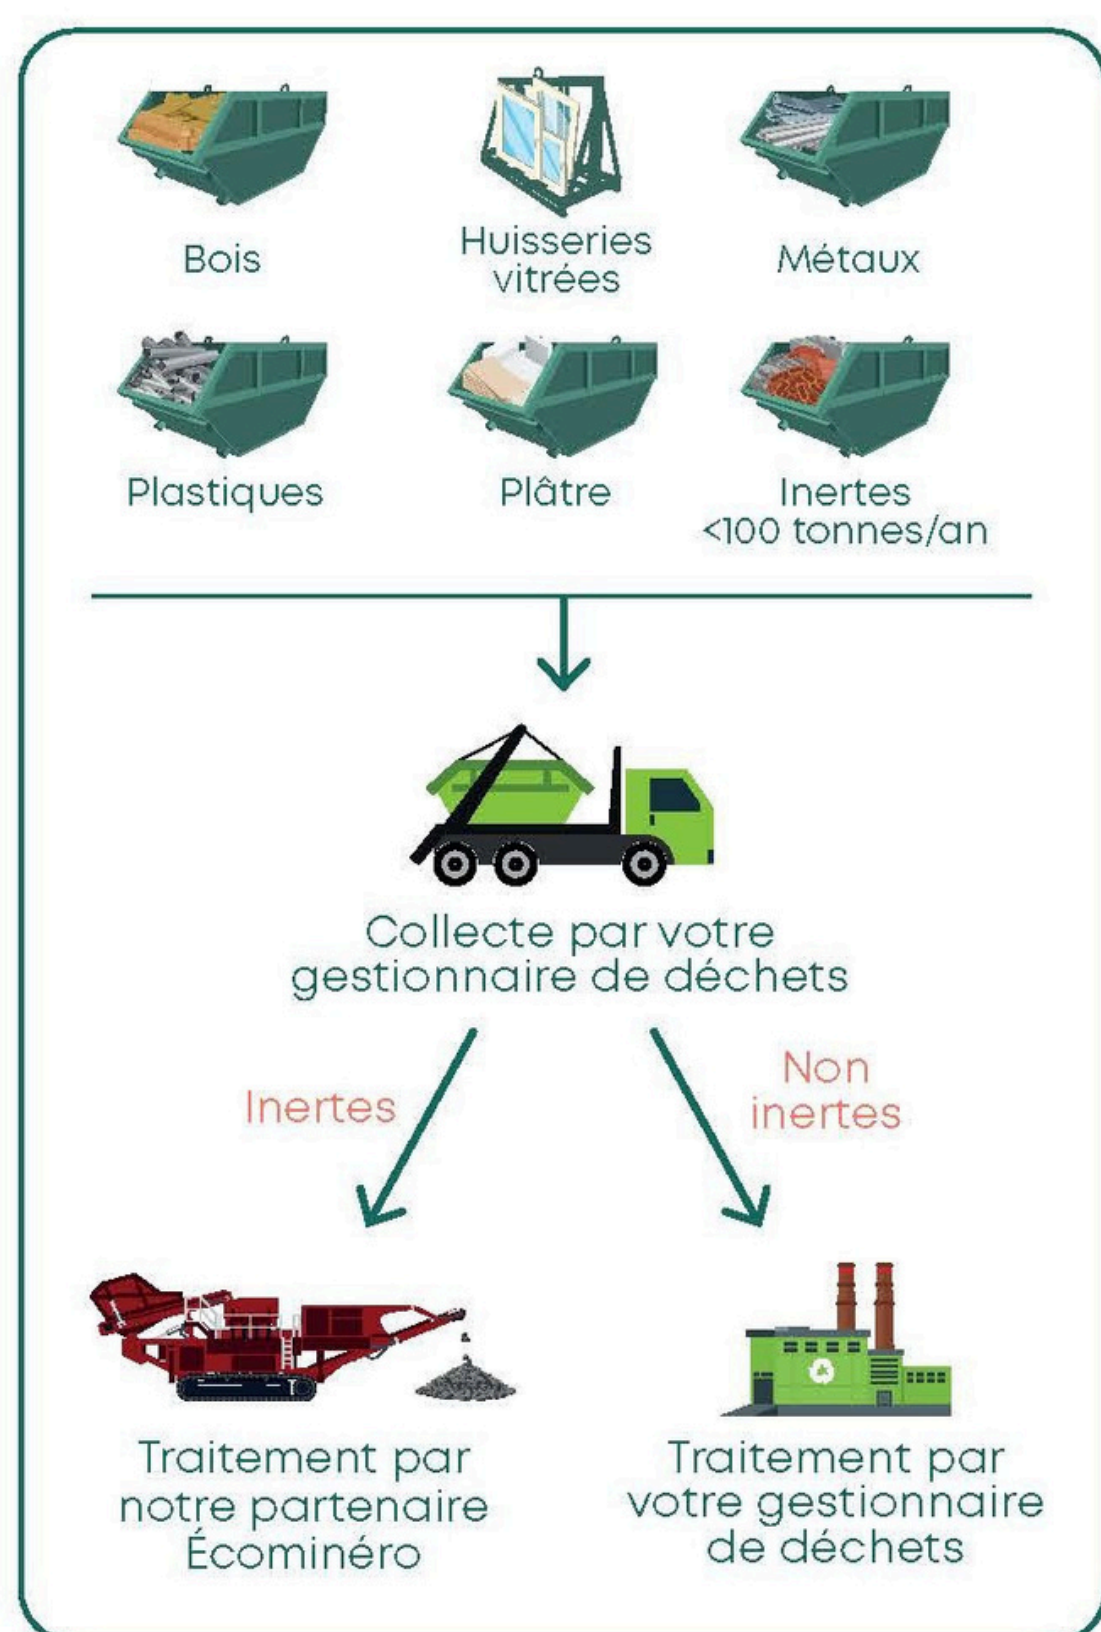 Bois
Huisseries
vitrées
Métaux
Plastiques
Plâtre
Inertes
<100 tonnes/an
Collecte par votre
gestionnaire de déchets
Inertes
Non
inertes
Traitement par
notre partenaire
Écominéro
Traitement par
votre gestionnaire
de déchets